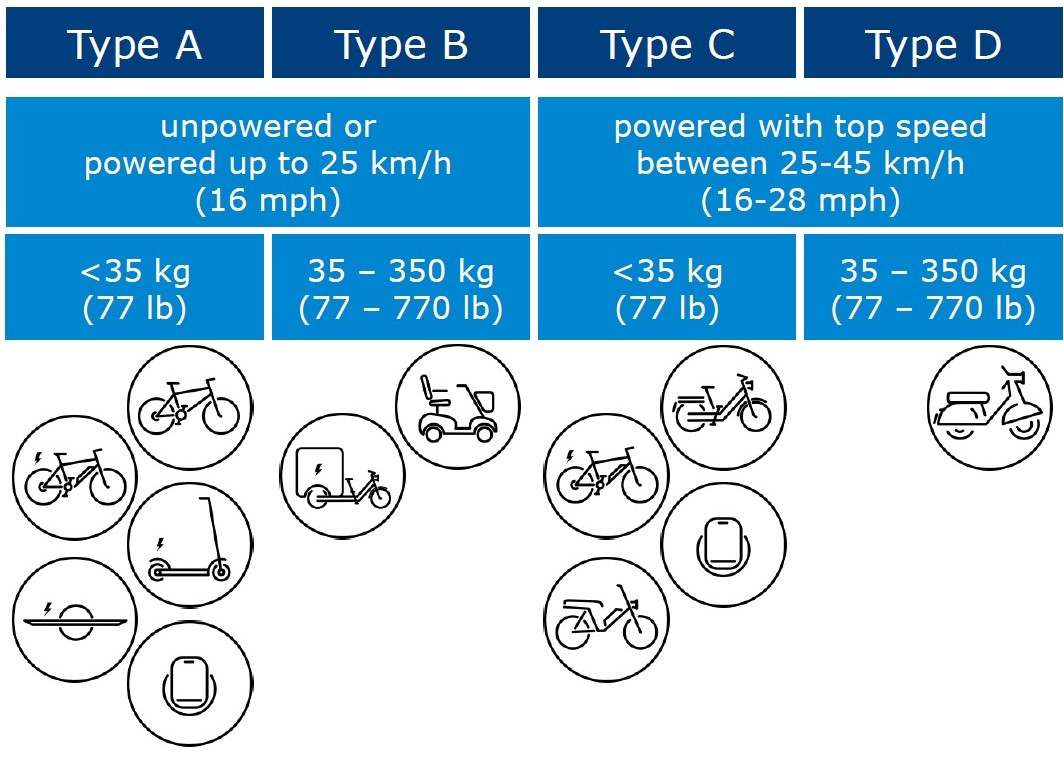 Type A
Type B
Type C
Type D
unpowered or
powered up to 25 km/h
(16 mph)
powered with top speed
between 25-45 km/h
(16-28 mph)
<35 kg
(77 lb)
35 – 350 kg
(77 – 770 lb)
<35 kg
(77 lb)
35 – 350 kg
(77 – 770 lb)